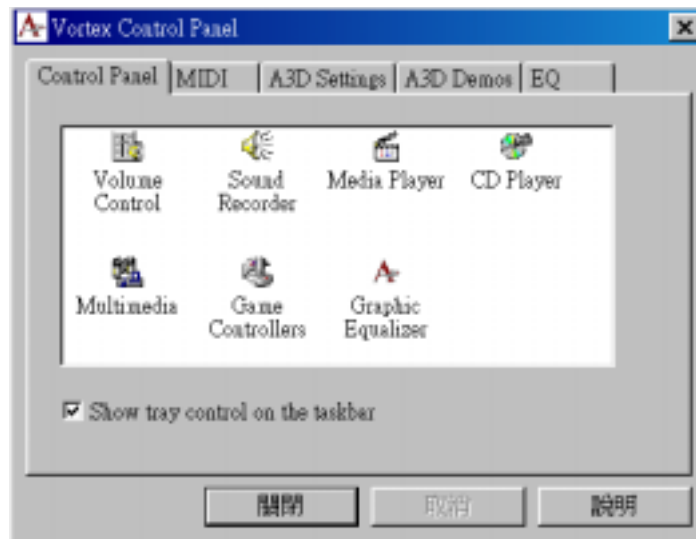 Vortex Control Panel
Control Panel MIDI A3D Settings A3D Demos EQ
Volume Control
Sound Recorder
Media Player
CD Player
Multimedia
Game Controllers
Graphic Equalizer
Show tray control on the taskbar
關閉 取消 說明